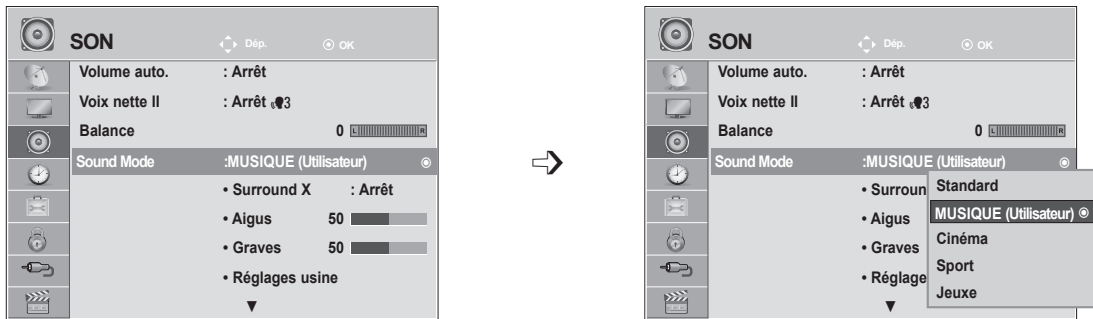 SON Dép. OK
Volume auto. : Arrêt
Voix nette II : Arrêt 3
Balance 0 L R
Sound Mode :MUSIQUE (Utilisateur)
• Surround X : Arrêt
• Aigus 50
• Graves 50
• Réglages usine
▼
SON Dép. OK
Volume auto. : Arrêt
Voix nette II : Arrêt 3
Balance 0 L R
Sound Mode :MUSIQUE (Utilisateur)
• Surroun
• Aigus
• Graves
• Réglage
▼
Standard
MUSIQUE (Utilisateur)
Cinéma
Sport
Jeuxe